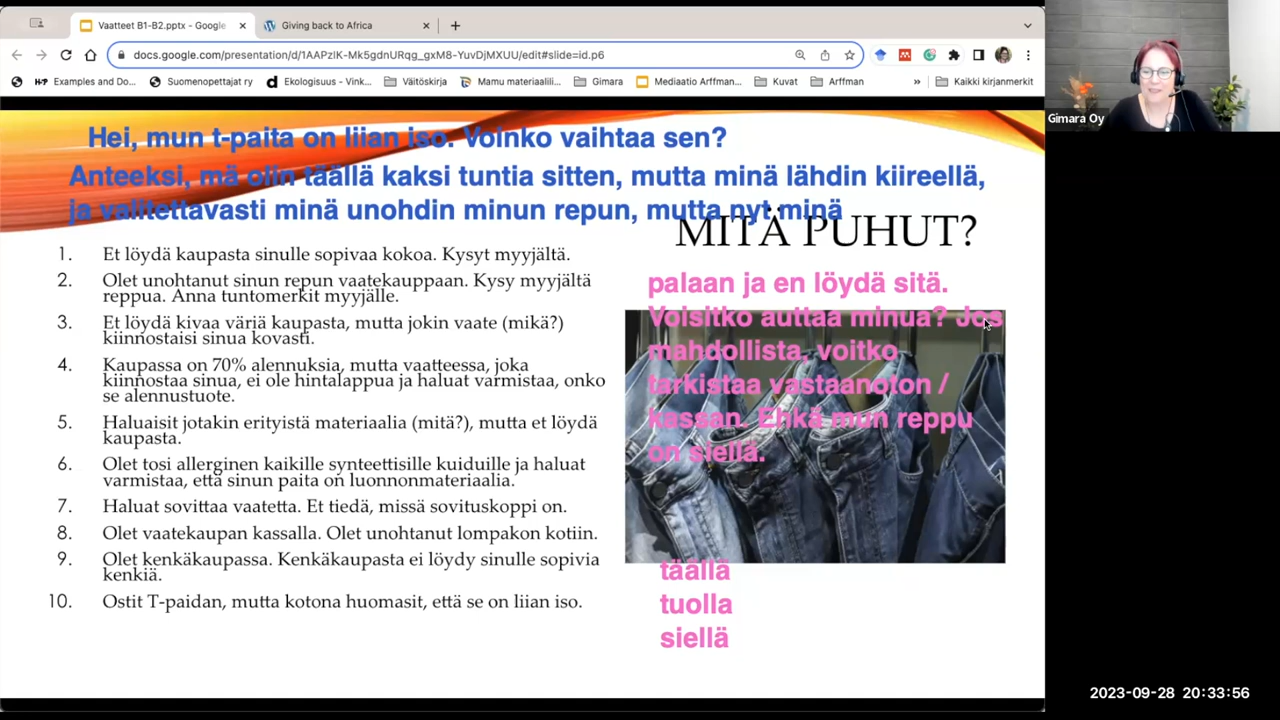 Vaatteet B1-B2.pptx - Google
Giving back to Africa
docs.google.com/presentation/d/1AAPzIK-Mk5gdnURqg_gxM8-YuvDjMXUU/edit#slide=id.p6
Examples and Do...
Suomenopettajat ry
Ekologisuus - Vink...
Väitöskirja
Mamu materiaalili...
Gimara
Mediaatio Arffman...
Kuvat
Arffman
»
Kaikki kirjanmerkit
Gimara Oy
Hei, mun t-paita on liian iso. Voinko vaihtaa sen?
Anteeksi, mä olin täällä kaksi tuntia sitten, mutta minä lähdin kiireellä,
ja valitettavasti minä unohdin minun repun, mutta nyt minä
MITÄ PUHUT?
1. Et löydä kaupasta sinulle sopivaa kokoa. Kysyt myyjältä.
2. Olet unohtanut sinun repun vaatekauppaan. Kysy myyjältä
reppua. Anna tuntomerkit myyjälle.
3. Et löydä kivaa väriä kaupasta, mutta jokin vaate (mikä?)
kiinnostaisi sinua kovasti.
4. Kaupassa on 70% alennuksia, mutta vaatteessa, joka
kiinnostaa sinua, ei ole hintalappua ja haluat varmistaa, onko
se alennustuote.
5. Haluaisit jotakin erityistä materiaalia (mitä?), mutta et löydä
kaupasta.
6. Olet tosi allerginen kaikille synteettisille kuiduille ja haluat
varmistaa, että sinun paita on luonnonmateriaalia.
7. Haluat sovittaa vaatetta. Et tiedä, missä sovituskoppi on.
8. Olet vaatekaupan kassalla. Olet unohtanut lompakon kotiin.
9. Olet kenkäkaupassa. Kenkäkaupasta ei löydy sinulle sopivia
kenkiä.
10. Ostit T-paidan, mutta kotona huomasit, että se on liian iso.
palaan ja en löydä sitä.
Voisitko auttaa minua? Jos
mahdollista, voitko
tarkistaa vastaanoton /
kassan. Ehkä mun reppu
on siellä.
täällä
tuolla
siellä
2023-09-28 20:33:56